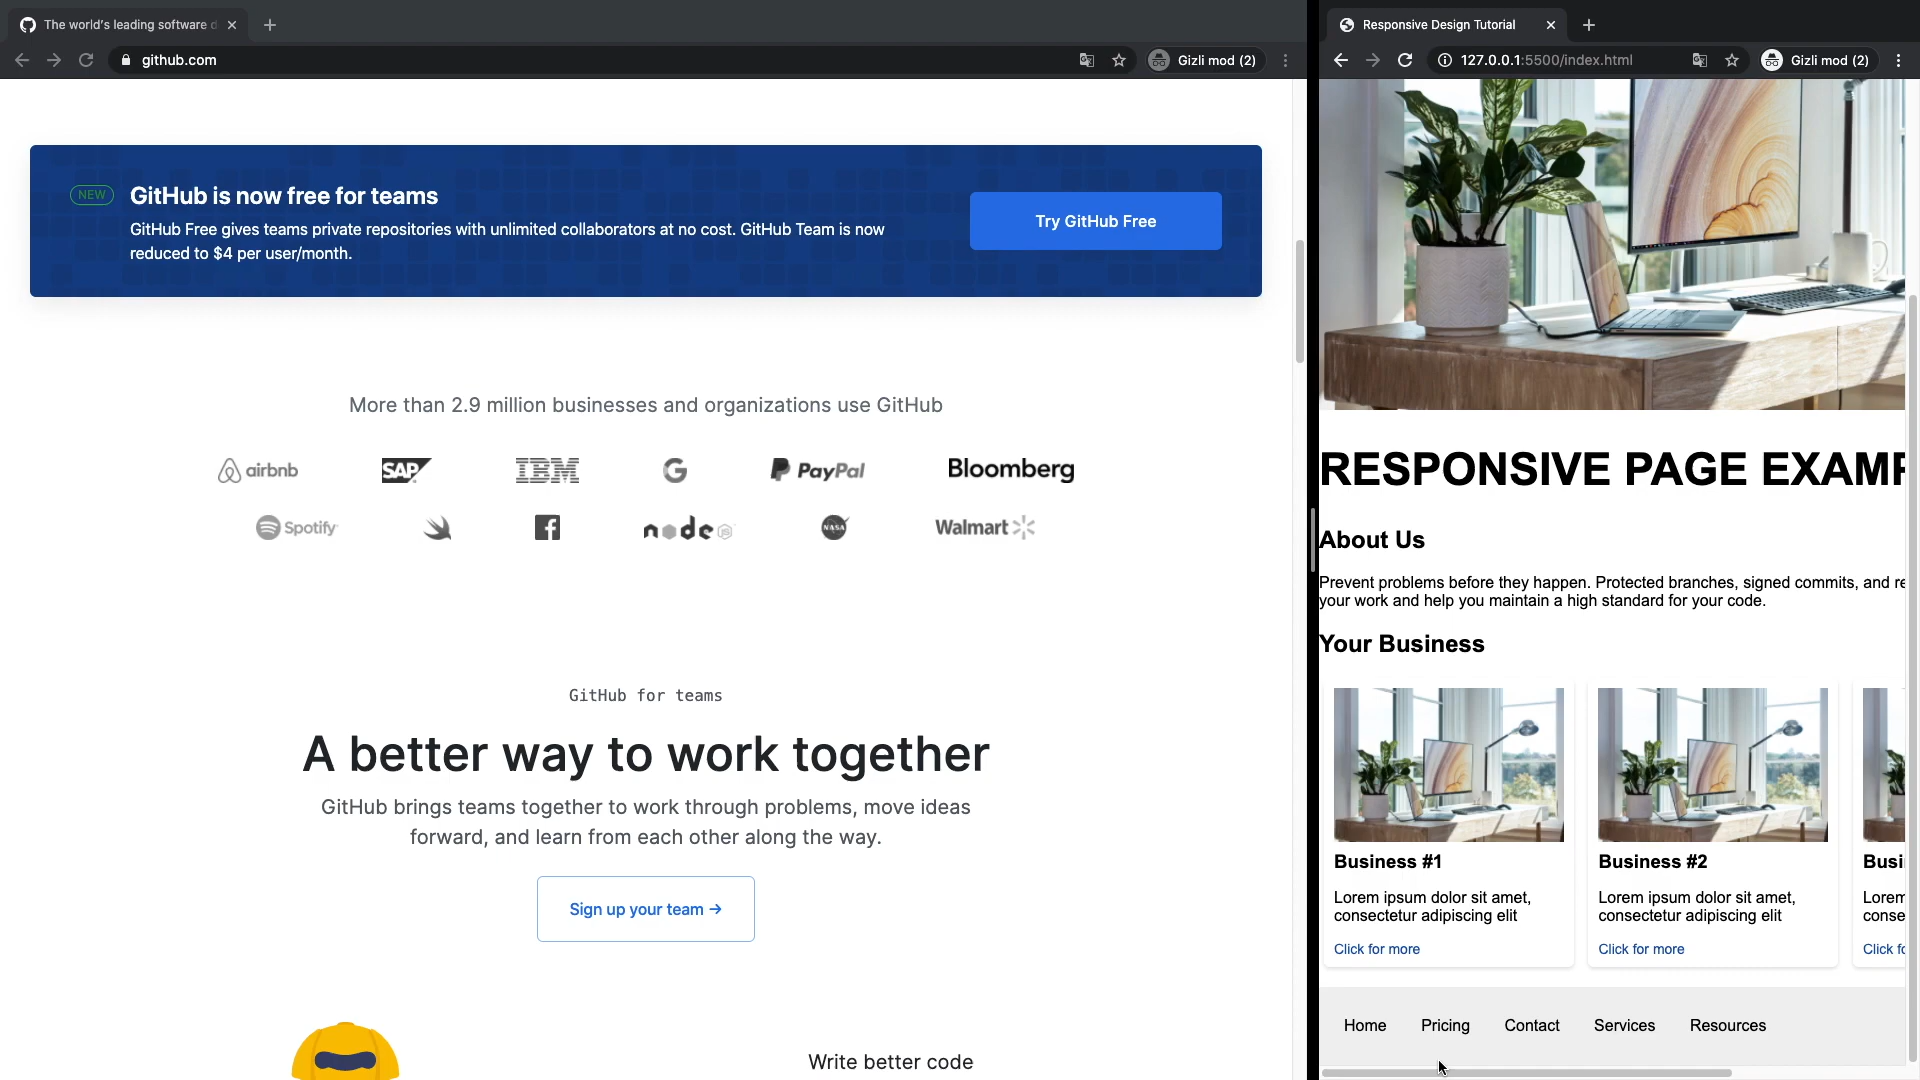 The world's leading software d
github.com
Gizli mod (2)
NEW
GitHub is now free for teams
GitHub Free gives teams private repositories with unlimited collaborators at no cost. GitHub Team is now
reduced to $4 per user/month.
Try GitHub Free
More than 2.9 million businesses and organizations use GitHub
airbnb SAP IBM G PayPal Bloomberg
Spotify node JS NASA Walmart
GitHub for teams
A better way to work together
GitHub brings teams together to work through problems, move ideas
forward, and learn from each other along the way.
Sign up your team →
Write better code
Responsive Design Tutorial
127.0.0.1:5500/index.html
Gizli mod (2)
RESPONSIVE PAGE EXAMP
About Us
Prevent problems before they happen. Protected branches, signed commits, and re
your work and help you maintain a high standard for your code.
Your Business
Business #1
Lorem ipsum dolor sit amet,
consectetur adipiscing elit
Click for more
Business #2
Lorem ipsum dolor sit amet,
consectetur adipiscing elit
Click for more
Busi
Lorem
conse
Click fo
Home Pricing Contact Services Resources